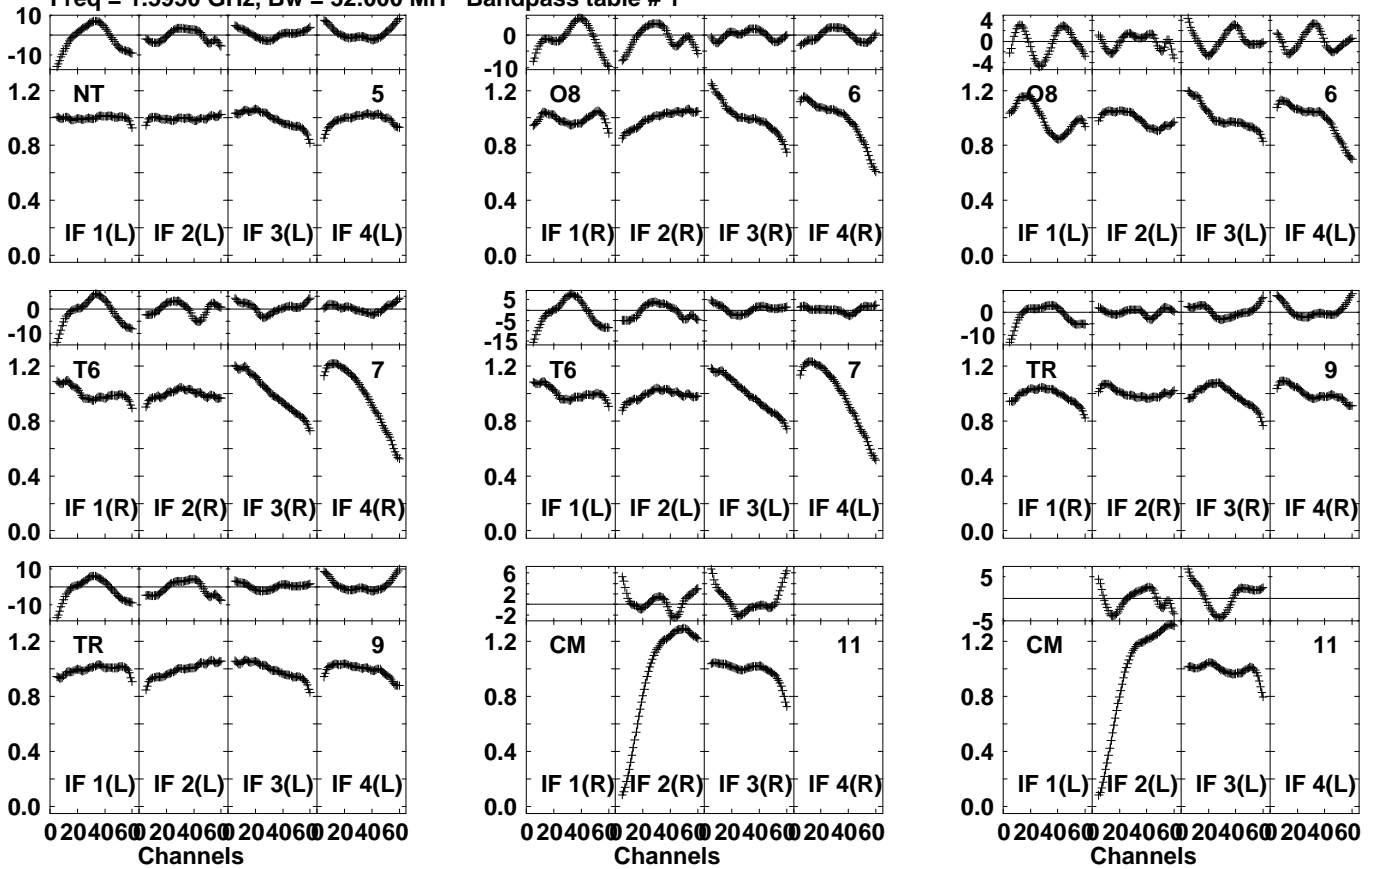 Freq = 1.5950 GHz, Bw = 32.000 MH Bandpass table # 1
10
-10
1.2
0.8
0.4
0.0
NT 5
IF 1(L) IF 2(L) IF 3(L) IF 4(L)
0
-10
1.2
0.8
0.4
0.0
O8 6
IF 1(R) IF 2(R) IF 3(R) IF 4(R)
4
0
-4
1.2
0.8
0.4
0.0
O8 6
IF 1(L) IF 2(L) IF 3(L) IF 4(L)
0
-10
1.2
0.8
0.4
0.0
T6 7
IF 1(R) IF 2(R) IF 3(R) IF 4(R)
5
-5
-15
1.2
0.8
0.4
0.0
T6 7
IF 1(L) IF 2(L) IF 3(L) IF 4(L)
0
-10
1.2
0.8
0.4
0.0
TR 9
IF 1(R) IF 2(R) IF 3(R) IF 4(R)
10
-10
1.2
0.8
0.4
0.0
TR 9
IF 1(L) IF 2(L) IF 3(L) IF 4(L)
0 204060 0 204060 0 204060 0 204060
Channels
6
2
-2
1.2
0.8
0.4
0.0
CM 11
IF 1(R) IF 2(R) IF 3(R) IF 4(R)
0 204060 0 204060 0 204060 0 204060
Channels
5
-5
1.2
0.8
0.4
0.0
CM 11
IF 1(L) IF 2(L) IF 3(L) IF 4(L)
0 204060 0 204060 0 204060 0 204060
Channels